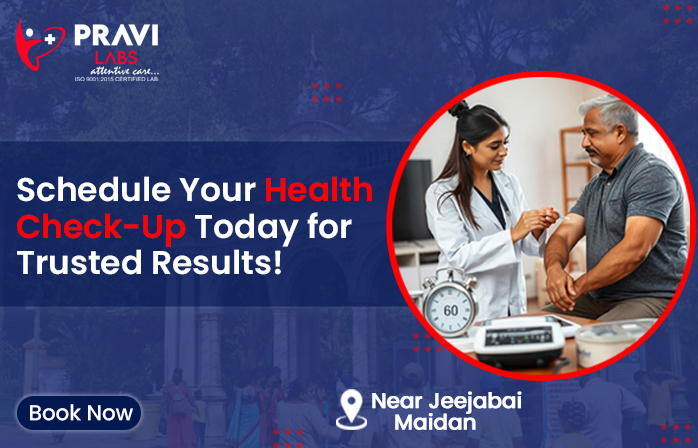 PRAVI
LABS
attentive care...
ISO 9001:2015 CERTIFIED LAB
Schedule Your Health
Check-Up Today for
Trusted Results!
60
Book Now
Near Jeejabai
Maidan